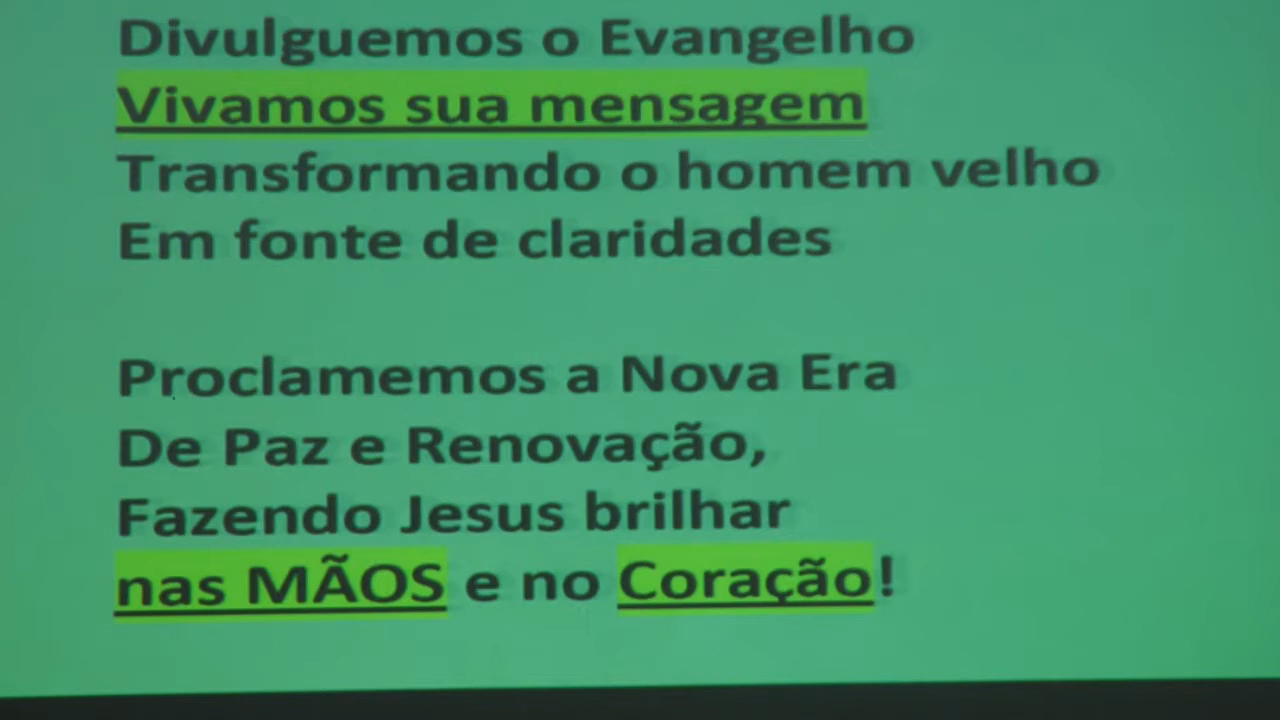 Divulguemos o Evangelho
Vivamos sua mensagem
Transformando o homem velho
Em fonte de claridades
Proclamemos a Nova Era
De Paz e Renovação,
Fazendo Jesus brilhar
nas MÃOS e no Coração!